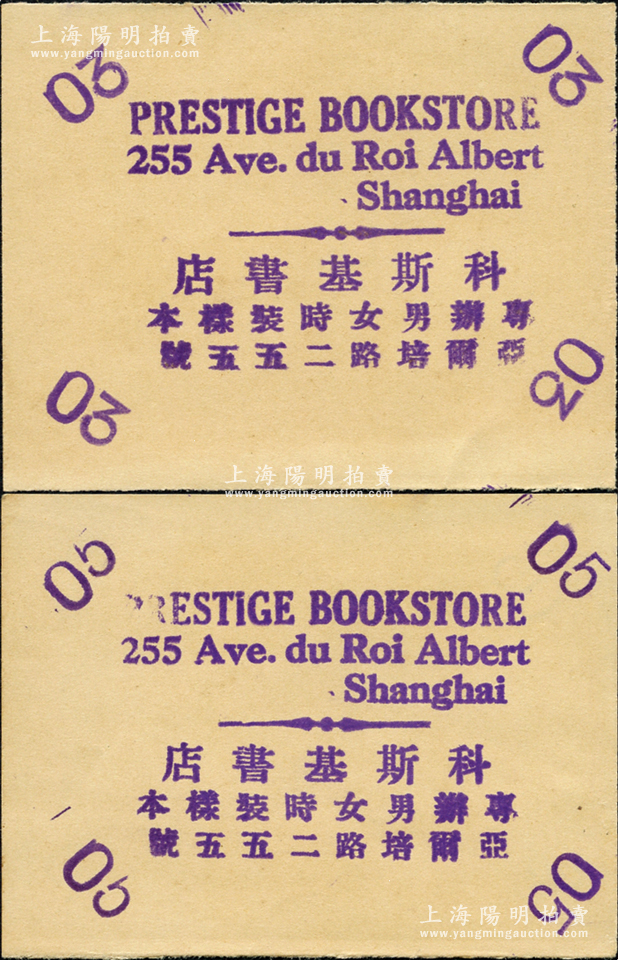 上海陽明拍賣
www.yangmingauction.com
03
03
PRESTIGE BOOKSTORE
255 Ave. du Roi Albert
Shanghai
科斯基書店
專辦男女時裝樣本
亞爾培路二五五號
03
03
上海陽明拍賣
www.yangmingauction.com
05
05
PRESTIGE BOOKSTORE
255 Ave. du Roi Albert
Shanghai
科斯基書店
專辦男女時裝樣本
亞爾培路二五五號
05
05
上海陽明拍賣
www.yangmingauction.com